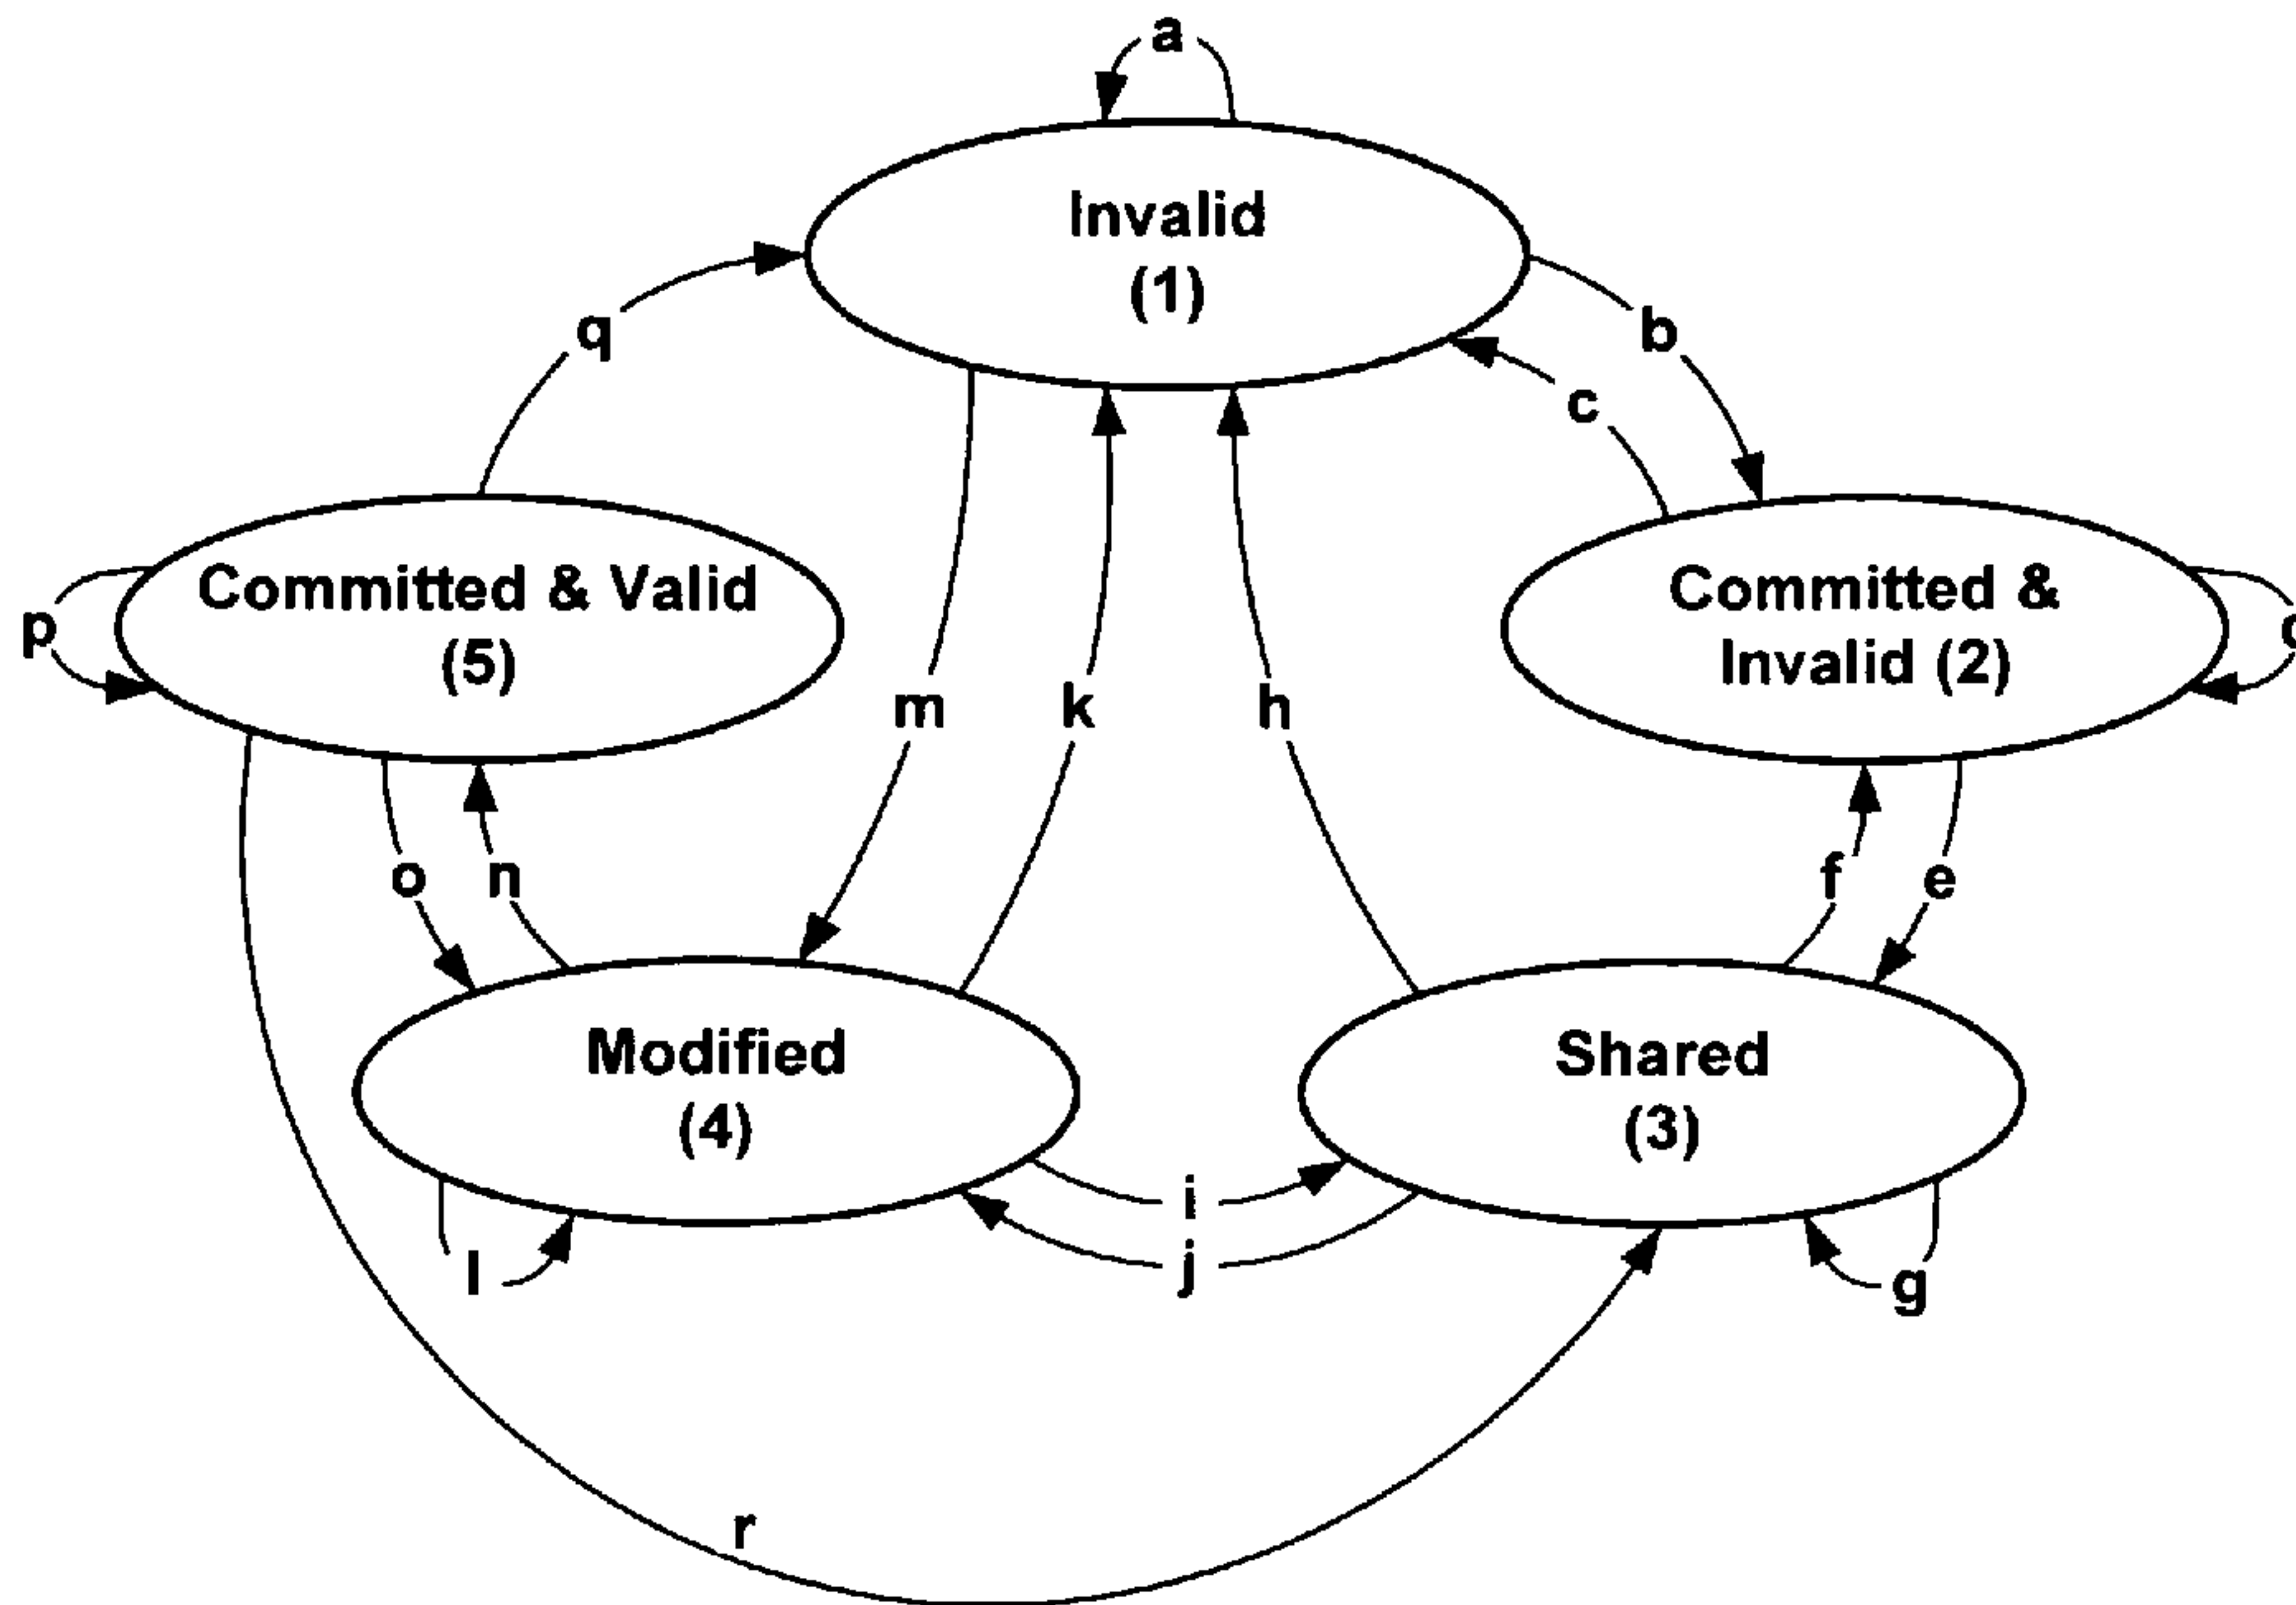 a
Invalid
(1)
q
b
c
Committed & Valid
(5)
Committed &
Invalid (2)
p
m
k
h
o
n
f
e
Modified
(4)
Shared
(3)
i
j
l
g
r